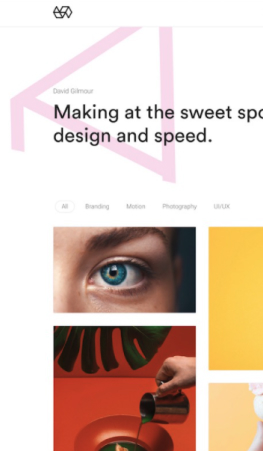 David Gilmour
Making at the sweet spo
design and speed.
All Branding Motion Photography UI/UX